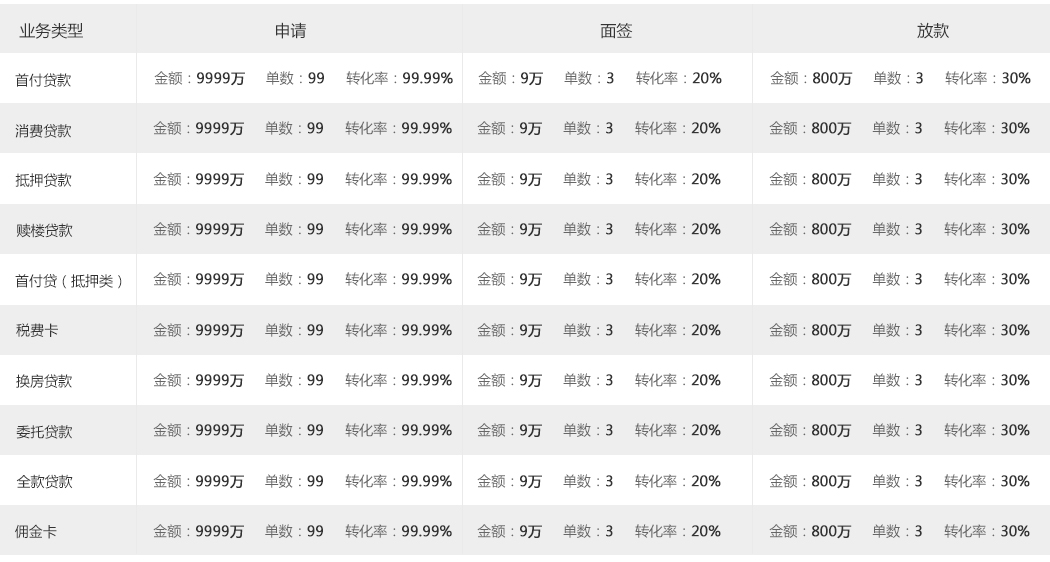 业务类型 申请 面签 放款
首付贷款 金额：9999万 单数：99 转化率：99.99% 金额：9万 单数：3 转化率：20% 金额：800万 单数：3 转化率：30%
消费贷款 金额：9999万 单数：99 转化率：99.99% 金额：9万 单数：3 转化率：20% 金额：800万 单数：3 转化率：30%
抵押贷款 金额：9999万 单数：99 转化率：99.99% 金额：9万 单数：3 转化率：20% 金额：800万 单数：3 转化率：30%
赎楼贷款 金额：9999万 单数：99 转化率：99.99% 金额：9万 单数：3 转化率：20% 金额：800万 单数：3 转化率：30%
首付贷（抵押类） 金额：9999万 单数：99 转化率：99.99% 金额：9万 单数：3 转化率：20% 金额：800万 单数：3 转化率：30%
税费卡 金额：9999万 单数：99 转化率：99.99% 金额：9万 单数：3 转化率：20% 金额：800万 单数：3 转化率：30%
换房贷款 金额：9999万 单数：99 转化率：99.99% 金额：9万 单数：3 转化率：20% 金额：800万 单数：3 转化率：30%
委托贷款 金额：9999万 单数：99 转化率：99.99% 金额：9万 单数：3 转化率：20% 金额：800万 单数：3 转化率：30%
全款贷款 金额：9999万 单数：99 转化率：99.99% 金额：9万 单数：3 转化率：20% 金额：800万 单数：3 转化率：30%
佣金卡 金额：9999万 单数：99 转化率：99.99% 金额：9万 单数：3 转化率：20% 金额：800万 单数：3 转化率：30%